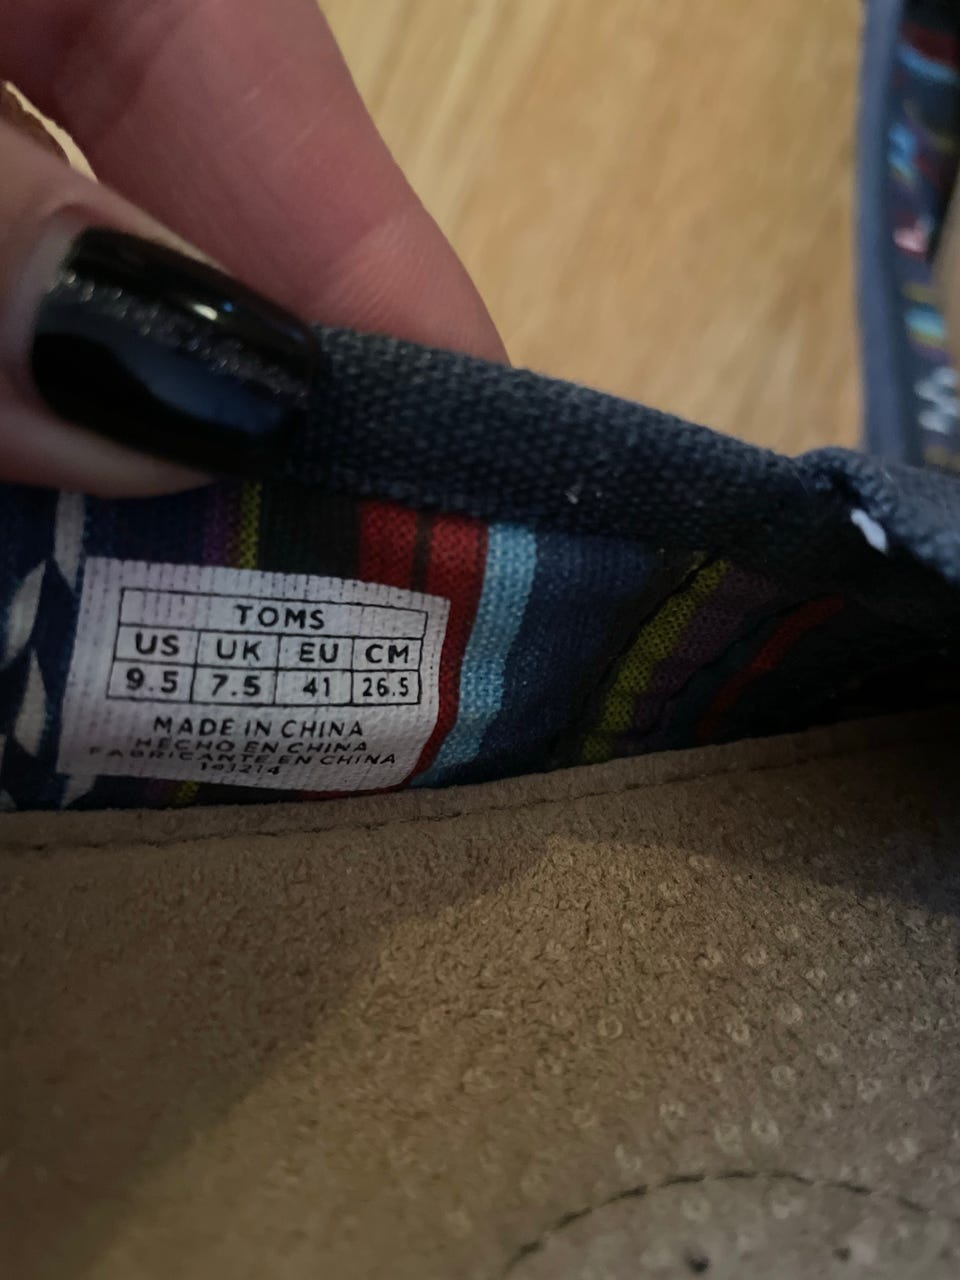 TOMS
US UK EU CM
9.5 7.5 41 26.5
MADE IN CHINA
HECHO EN CHINA
FABRICANTE EN CHINA